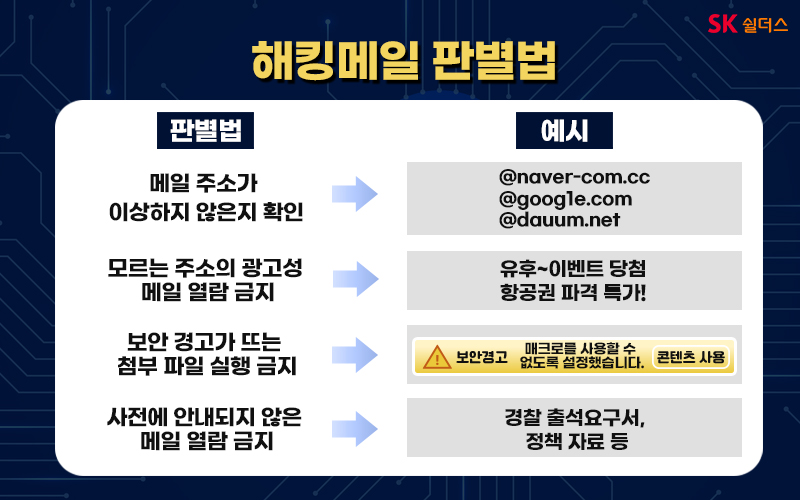 SK 쉴더스
해킹메일 판별법
판별법
예시
메일 주소가
이상하지 않은지 확인
@naver-com.cc
@goog1e.com
@dauum.net
모르는 주소의 광고성
메일 열람 금지
유후~이벤트 당첨
항공권 파격 특가!
보안 경고가 뜨는
첨부 파일 실행 금지
보안경고
매크로를 사용할 수
없도록 설정했습니다.
콘텐츠 사용
사전에 안내되지 않은
메일 열람 금지
경찰 출석요구서,
정책 자료 등